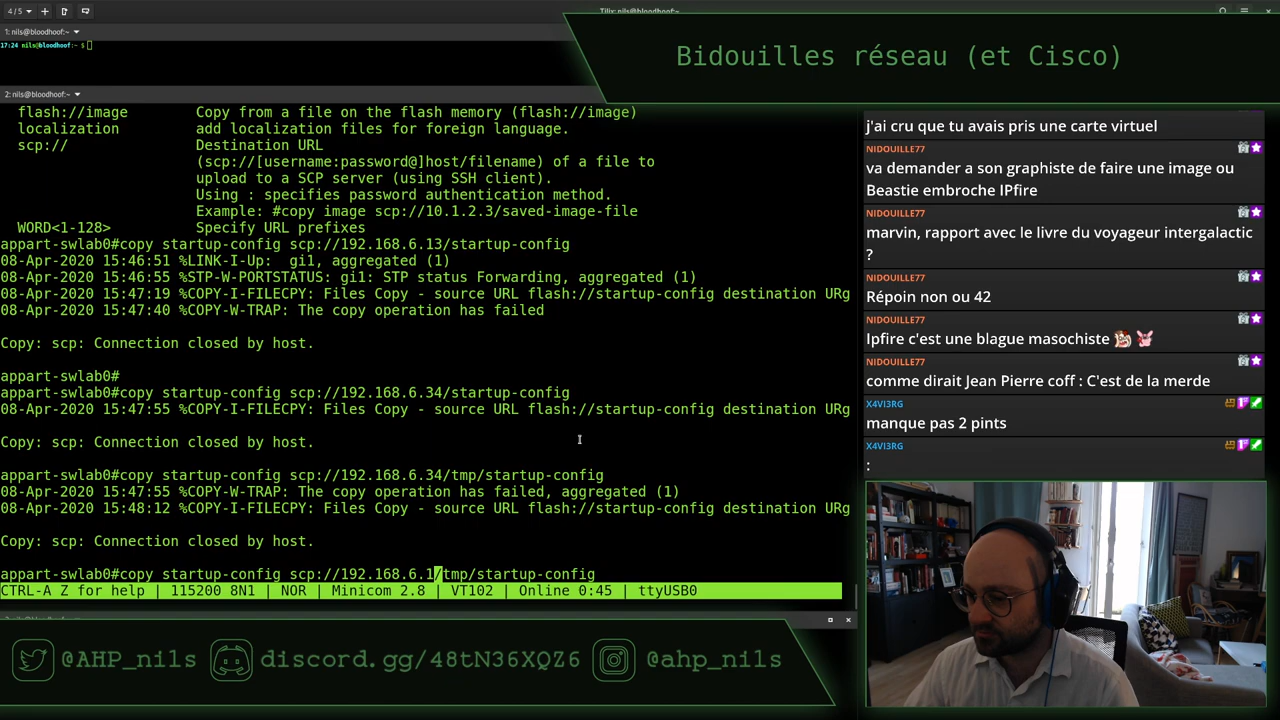 4 / 5
Tilix: nils@bloodhoof:~
1: nils@bloodhoof:~
17:24 nils@bloodhoof:~ $
2: nils@bloodhoof:~
flash://image Copy from a file on the flash memory (flash://image)
localization add localization files for foreign language.
scp:// Destination URL
(scp://[username:password@]host/filename) of a file to
upload to a SCP server (using SSH client).
Using : specifies password authentication method.
Example: #copy image scp://10.1.2.3/saved-image-file
WORD<1-128> Specify URL prefixes
appart-swlab0#copy startup-config scp://192.168.6.13/startup-config
08-Apr-2020 15:46:51 %LINK-I-Up: gi1, aggregated (1)
08-Apr-2020 15:46:55 %STP-W-PORTSTATUS: gi1: STP status Forwarding, aggregated (1)
08-Apr-2020 15:47:19 %COPY-I-FILECPY: Files Copy - source URL flash://startup-config destination URg
08-Apr-2020 15:47:40 %COPY-W-TRAP: The copy operation has failed
Copy: scp: Connection closed by host.
appart-swlab0#
appart-swlab0#copy startup-config scp://192.168.6.34/startup-config
08-Apr-2020 15:47:55 %COPY-I-FILECPY: Files Copy - source URL flash://startup-config destination URg
Copy: scp: Connection closed by host.
appart-swlab0#copy startup-config scp://192.168.6.34/tmp/startup-config
08-Apr-2020 15:47:55 %COPY-W-TRAP: The copy operation has failed, aggregated (1)
08-Apr-2020 15:48:12 %COPY-I-FILECPY: Files Copy - source URL flash://startup-config destination URg
Copy: scp: Connection closed by host.
appart-swlab0#copy startup-config scp://192.168.6.1/tmp/startup-config
CTRL-A Z for help | 115200 8N1 | NOR | Minicom 2.8 | VT102 | Online 0:45 | ttyUSB0
Bidouilles réseau (et Cisco)
j'ai cru que tu avais pris une carte virtuel
NIDOUILLE77
va demander a son graphiste de faire une image ou
Beastie embroche IPfire
NIDOUILLE77
marvin, rapport avec le livre du voyageur intergalactic
?
NIDOUILLE77
Répoin non ou 42
NIDOUILLE77
Ipfire c'est une blague masochiste
NIDOUILLE77
comme dirait Jean Pierre coff : C'est de la merde
X4VI3RG
manque pas 2 pints
X4VI3RG
:
@AHP_nils
discord.gg/48tN36XQZ6
@ahp_nils